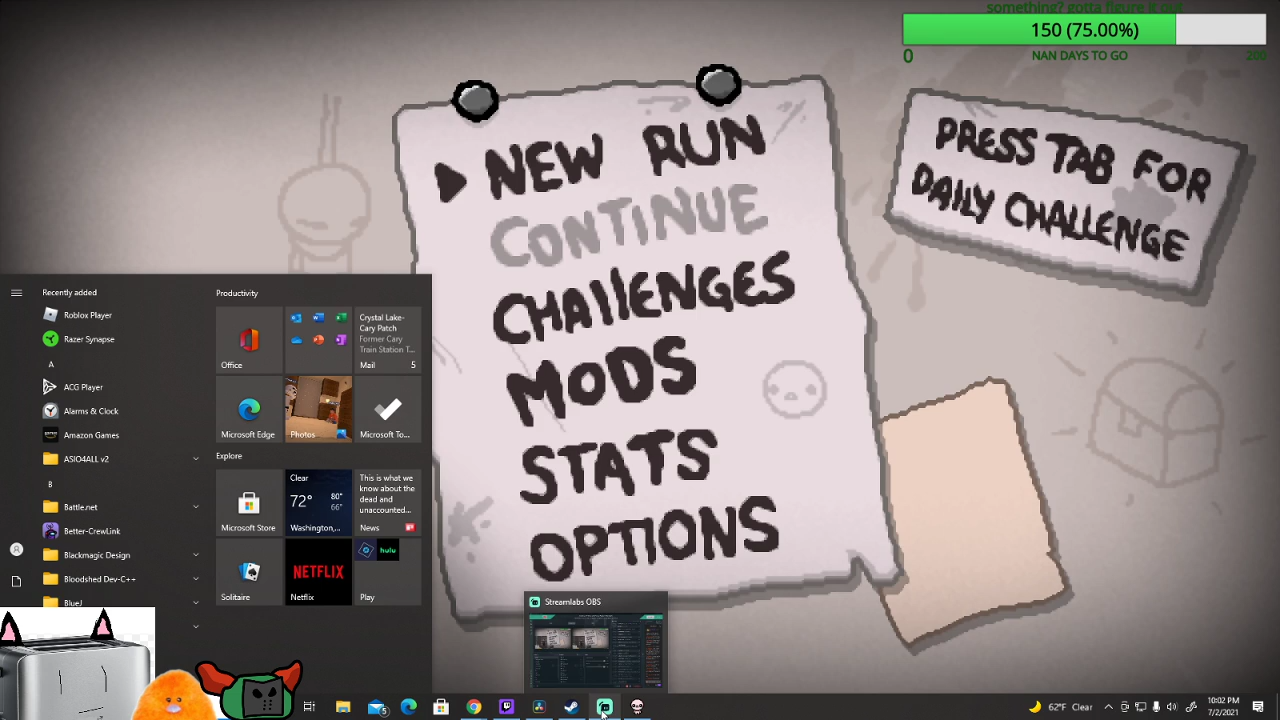 something? gotta figure it out
150 (75.00%)
0
NAN DAYS TO GO
200
NEW RUN
CONTINUE
CHALLENGES
MODS
STATS
OPTIONS
PRESS TAB FOR
DAILY CHALLENGE
Recently added
Roblox Player
Razer Synapse
A
ACG Player
Alarms & Clock
Amazon Games
ASIO4ALL v2
B
Battle.net
Better-CrewLink
Blackmagic Design
Bloodshed Dev-C++
BlueJ
Productivity
Office
Crystal Lake-
Cary Patch
Former Cary
Train Station T...
Mail 5
Microsoft Edge
Photos
Microsoft To...
Explore
Microsoft Store
Clear
72° 80°
66°
Washington,...
This is what we
know about the
dead and
unaccounted...
News
Solitaire
NETFLIX
Netflix
hulu
Play
Streamlabs OBS
5
62°F Clear
10:02 PM
7/2/2021